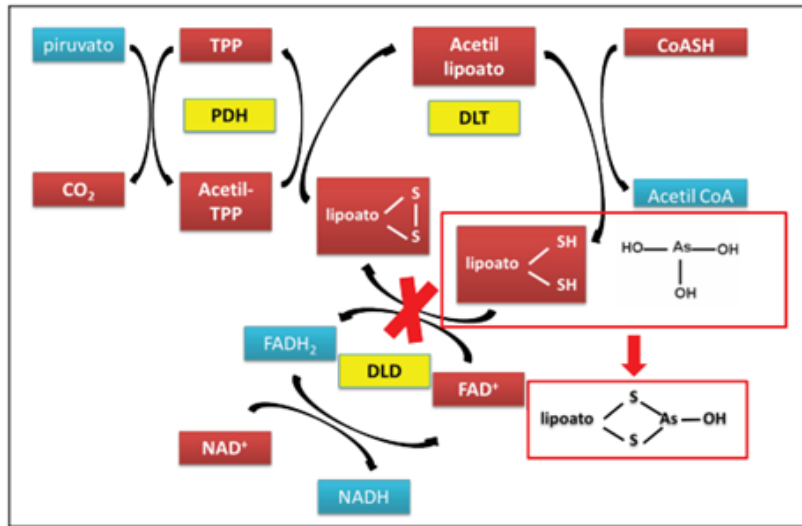 piruvato
TPP
Acetil
lipoato
CoASH
PDH
DLT
CO₂
Acetil-
TPP
lipoato
S
S
Acetil CoA
lipoato
SH
SH
HO
As
OH
OH
FADH₂
DLD
FAD⁺
lipoato
S
As
OH
S
NAD⁺
NADH